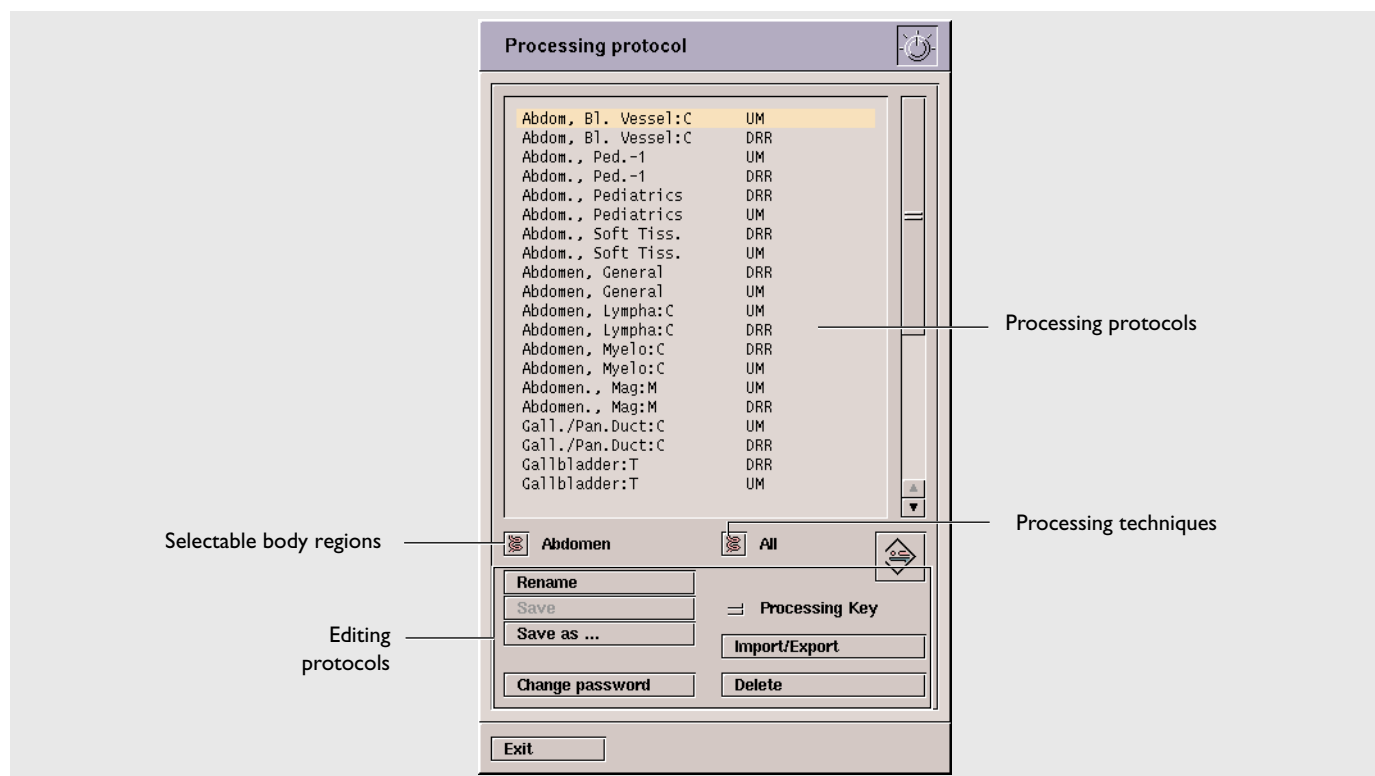 Processing protocol
Abdom, Bl. Vessel:C UM
Abdom, Bl. Vessel:C DRR
Abdom., Ped.-1 UM
Abdom., Ped.-1 DRR
Abdom., Pediatrics DRR
Abdom., Pediatrics UM
Abdom., Soft Tiss. DRR
Abdom., Soft Tiss. UM
Abdomen, General DRR
Abdomen, General UM
Abdomen, Lympha:C UM
Abdomen, Lympha:C DRR
Abdomen, Myelo:C DRR
Abdomen, Myelo:C UM
Abdomen., Mag:M UM
Abdomen., Mag:M DRR
Gall./Pan.Duct:C UM
Gall./Pan.Duct:C DRR
Gallbladder:T DRR
Gallbladder:T UM
Processing protocols
Processing techniques
Selectable body regions
Abdomen All
Rename
Save
Processing Key
Save as ...
Import/Export
Editing
protocols
Change password
Delete
Exit